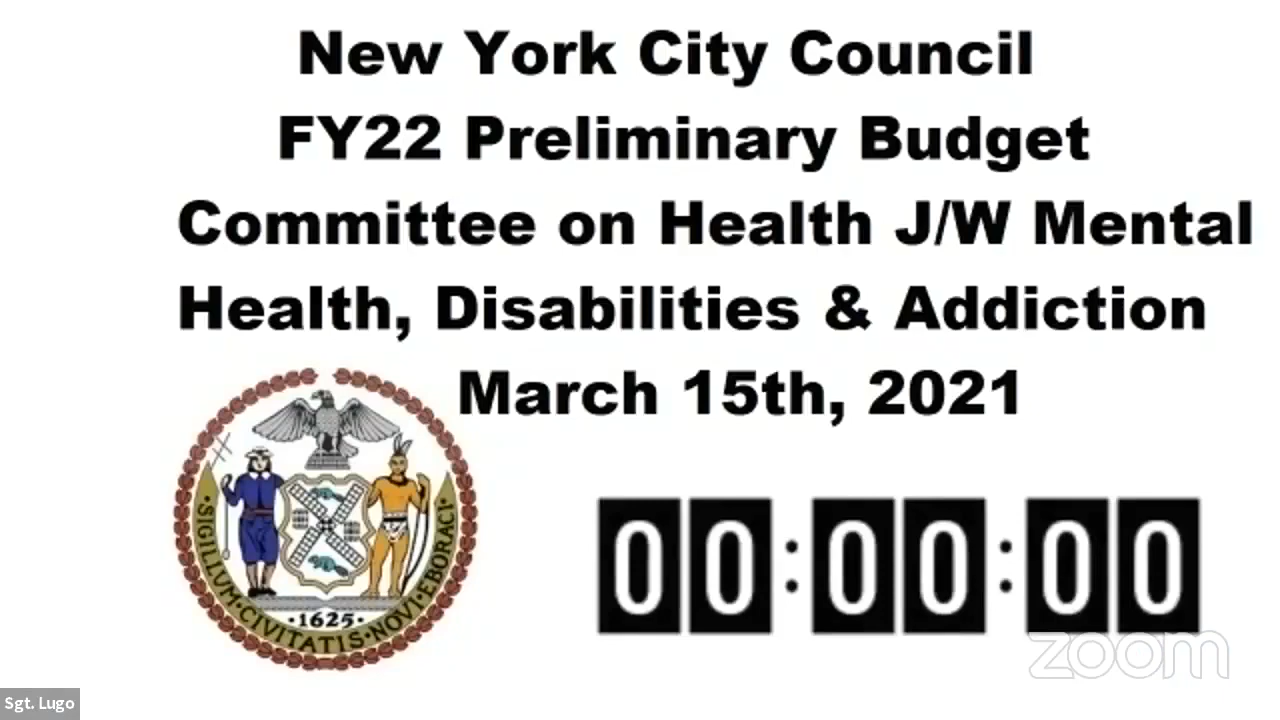 New York City Council
FY22 Preliminary Budget
Committee on Health J/W Mental
Health, Disabilities & Addiction
March 15th, 2021
•SIGILLUM•CIVITATIS•NOVI•EBORACI•
•1625•
00:00:00
zoom
Sgt. Lugo